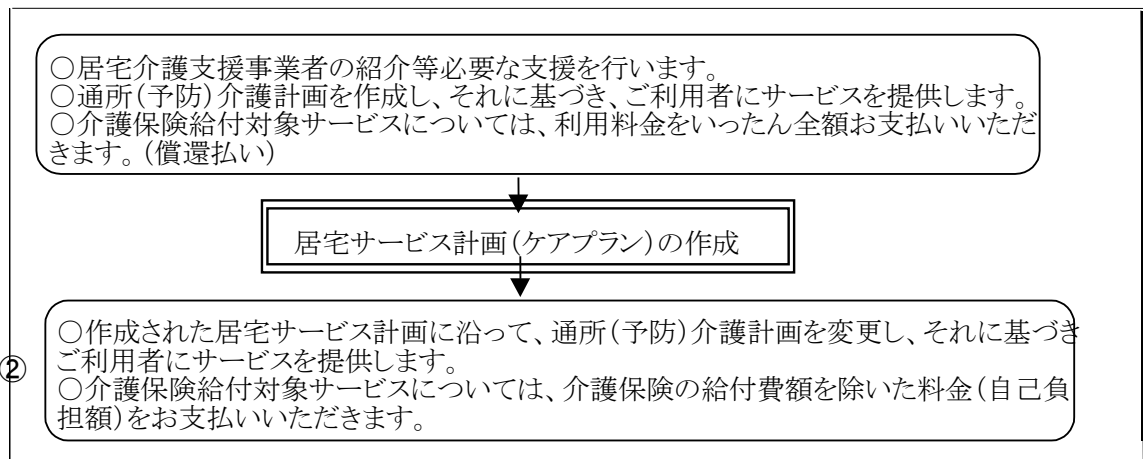 ○居宅介護支援事業者の紹介等必要な支援を行います。
○通所(予防)介護計画を作成し、それに基づき、ご利用者にサービスを提供します。
○介護保険給付対象サービスについては、利用料金をいったん全額お支払いいただ
きます。(償還払い)
居宅サービス計画(ケアプラン)の作成
○作成された居宅サービス計画に沿って、通所(予防)介護計画を変更し、それに基づき
ご利用者にサービスを提供します。
②
○介護保険給付対象サービスについては、介護保険の給付費額を除いた料金(自己負
担額)をお支払いいただきます。